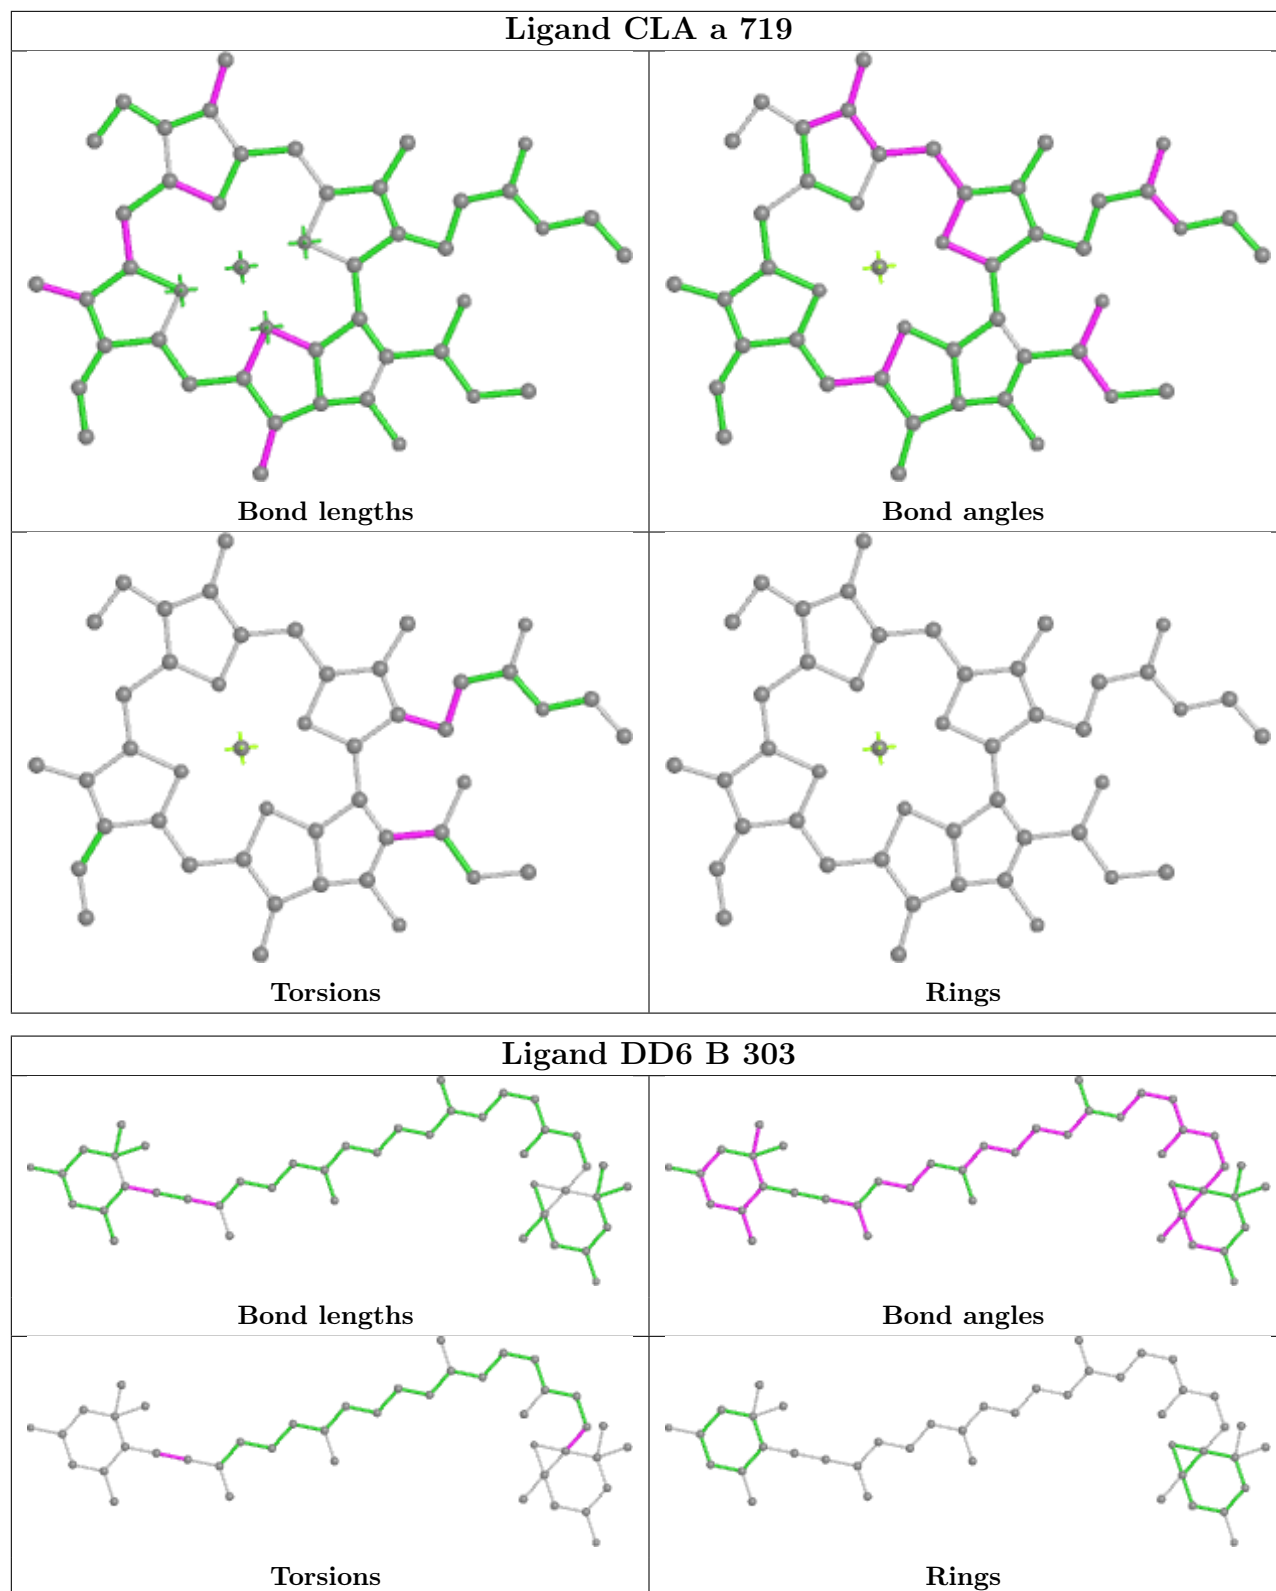 Ligand CLA a 719
Bond lengths
Bond angles
Torsions
Rings
Ligand DD6 B 303
Bond lengths
Bond angles
Torsions
Rings